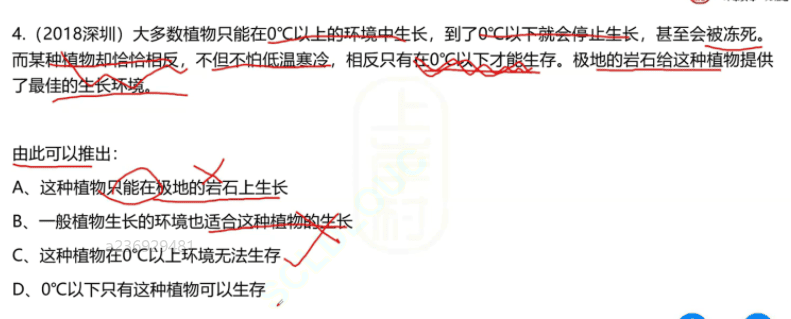 4.（2018深圳）大多数植物只能在0℃以上的环境中生长，到了0℃以下就会停止生长，甚至会被冻死。
而某种植物却恰恰相反，不但不怕低温寒冷，相反只有在0℃以下才能生存。极地的岩石给这种植物提供
了最佳的生长环境。
由此可以推出：
A、这种植物只能在极地的岩石上生长
B、一般植物生长的环境也适合这种植物的生长
a236929481
C、这种植物在0℃以上环境无法生存
D、0℃以下只有这种植物可以生存
上岸村